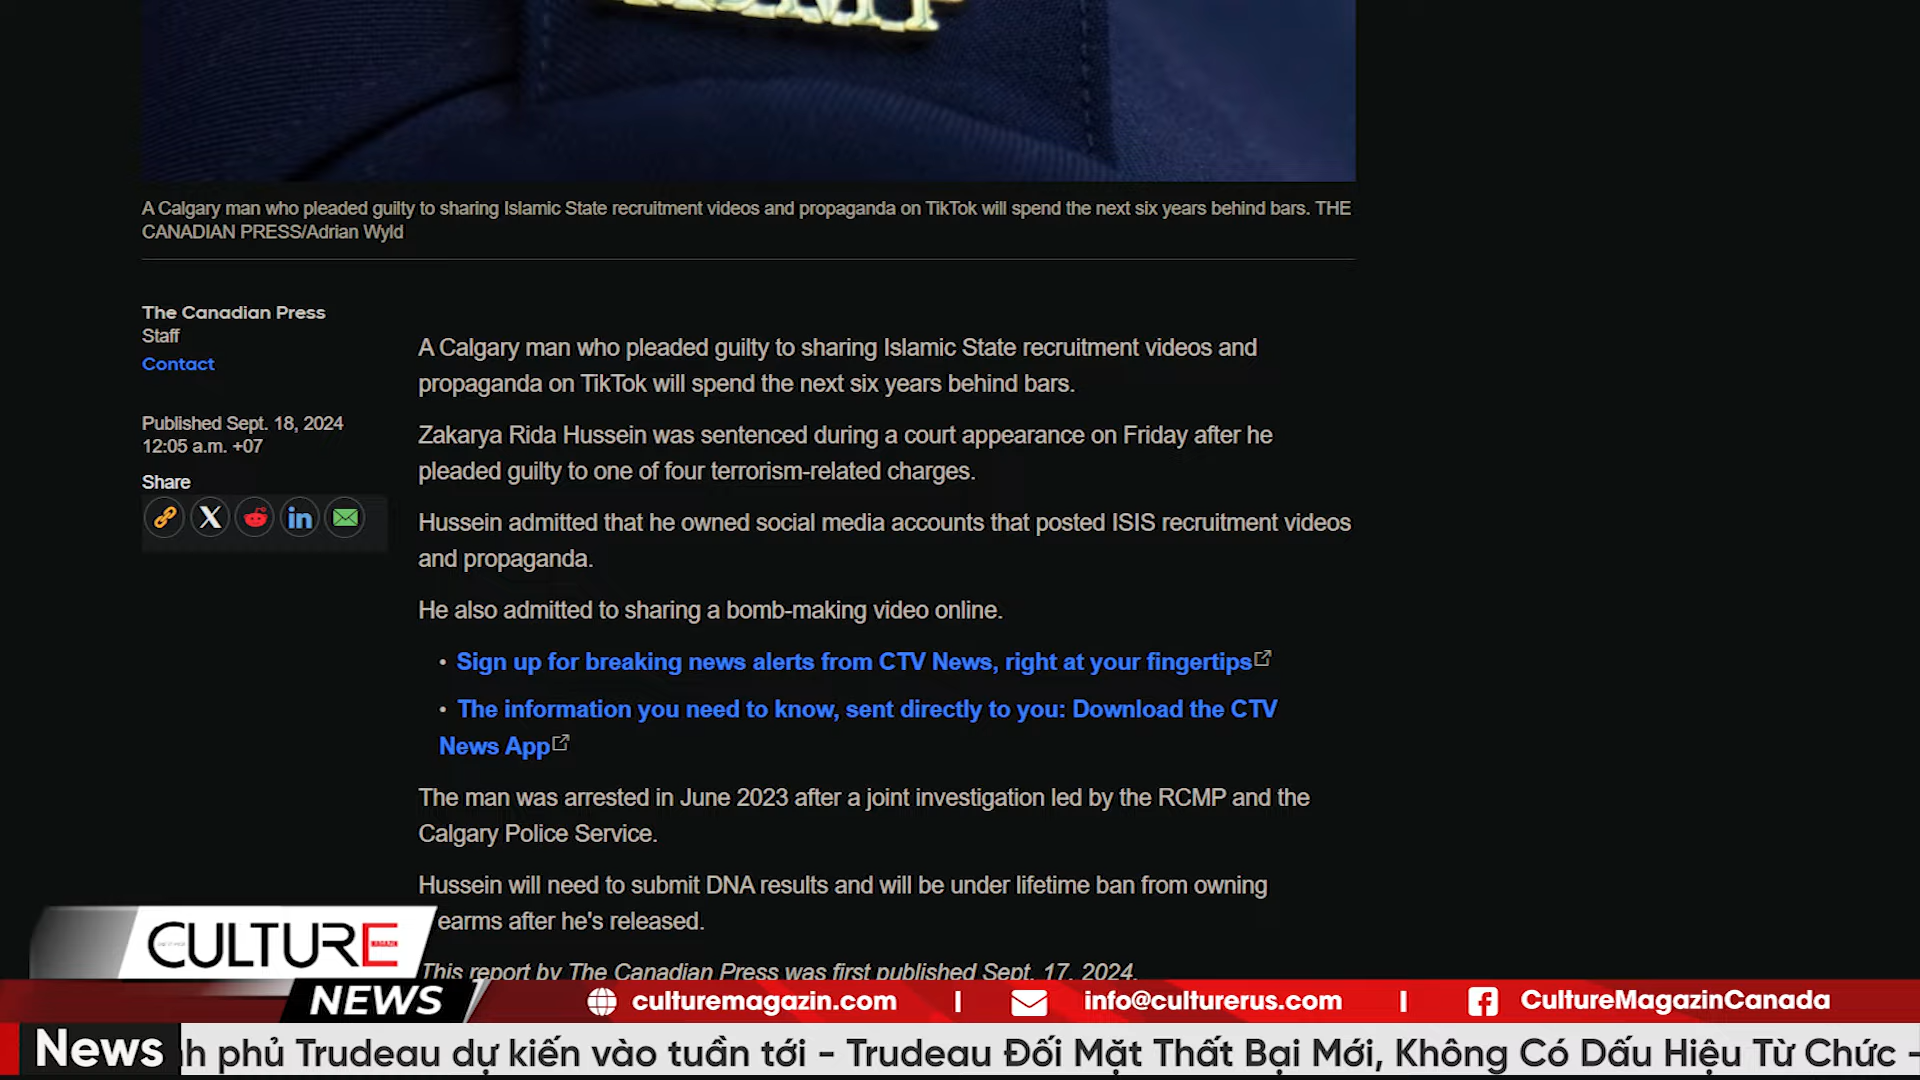 A Calgary man who pleaded guilty to sharing Islamic State recruitment videos and propaganda on TikTok will spend the next six years behind bars. THE
CANADIAN PRESS/Adrian Wyld
The Canadian Press
Staff
Contact
Published Sept. 18, 2024
12:05 a.m. +07
Share
A Calgary man who pleaded guilty to sharing Islamic State recruitment videos and
propaganda on TikTok will spend the next six years behind bars.
Zakarya Rida Hussein was sentenced during a court appearance on Friday after he
pleaded guilty to one of four terrorism-related charges.
Hussein admitted that he owned social media accounts that posted ISIS recruitment videos
and propaganda.
He also admitted to sharing a bomb-making video online.
• Sign up for breaking news alerts from CTV News, right at your fingertips
• The information you need to know, sent directly to you: Download the CTV
News App
The man was arrested in June 2023 after a joint investigation led by the RCMP and the
Calgary Police Service.
Hussein will need to submit DNA results and will be under lifetime ban from owning
earms after he's released.
This report by The Canadian Press was first published Sept. 17, 2024.
CULTURE
NEWS
culturemagazin.com | info@culturerus.com | CultureMagazinCanada
News
h phủ Trudeau dự kiến vào tuần tới - Trudeau Đối Mặt Thất Bại Mới, Không Có Dấu Hiệu Từ Chức -